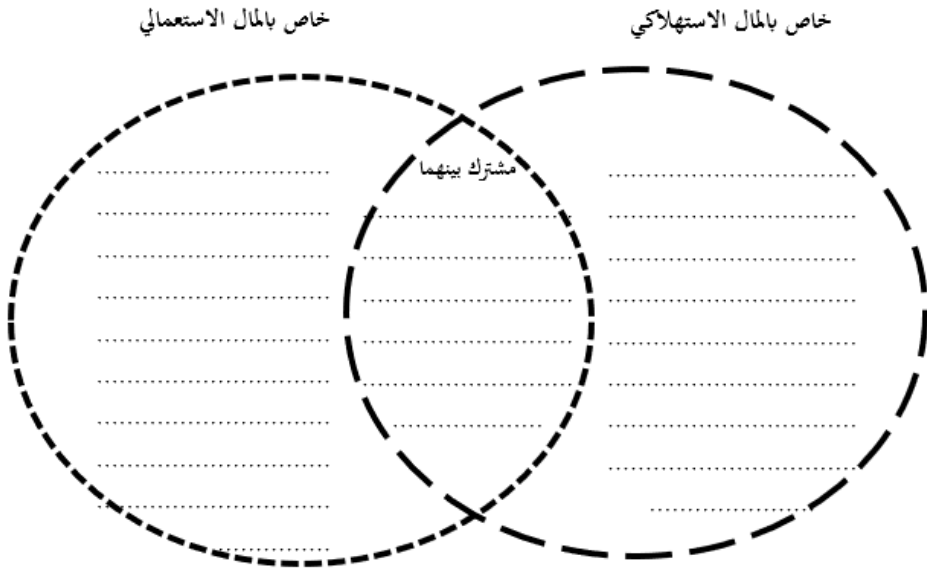 خاص بالمال الاستهلاكي
خاص بالمال الاستعمالي
مشترك بينهما